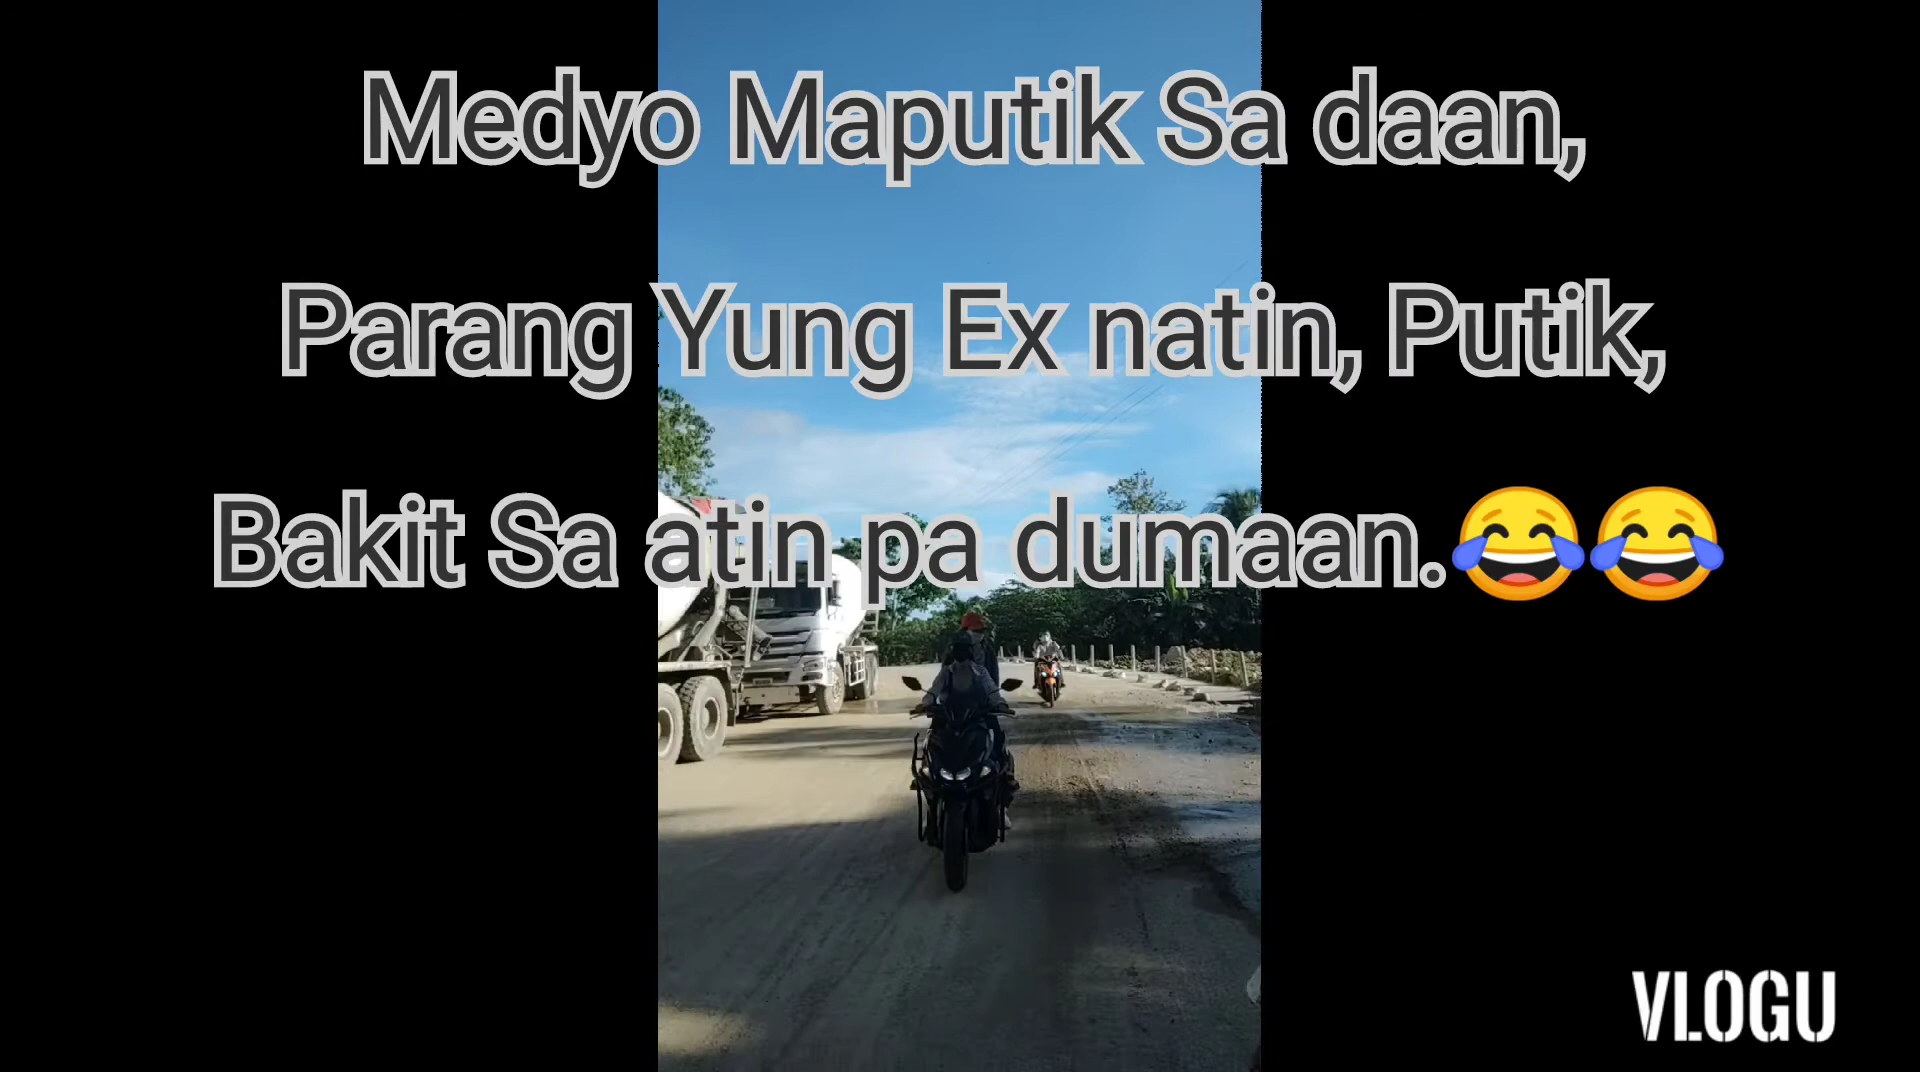 Medyo Maputik Sa daan,
Parang Yung Ex natin, Putik,
Bakit Sa atin pa dumaan.😂😂
VLOGU